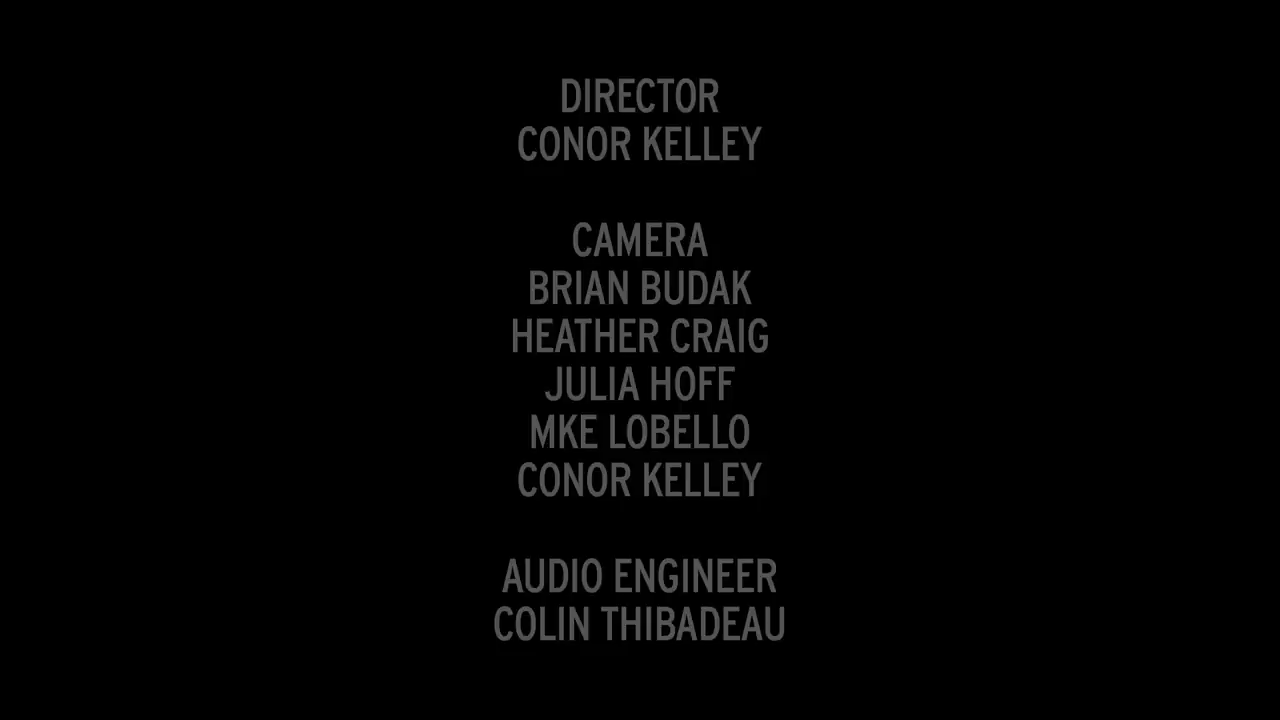 DIRECTOR
CONOR KELLEY
CAMERA
BRIAN BUDAK
HEATHER CRAIG
JULIA HOFF
MKE LOBELLO
CONOR KELLEY
AUDIO ENGINEER
COLIN THIBADEAU